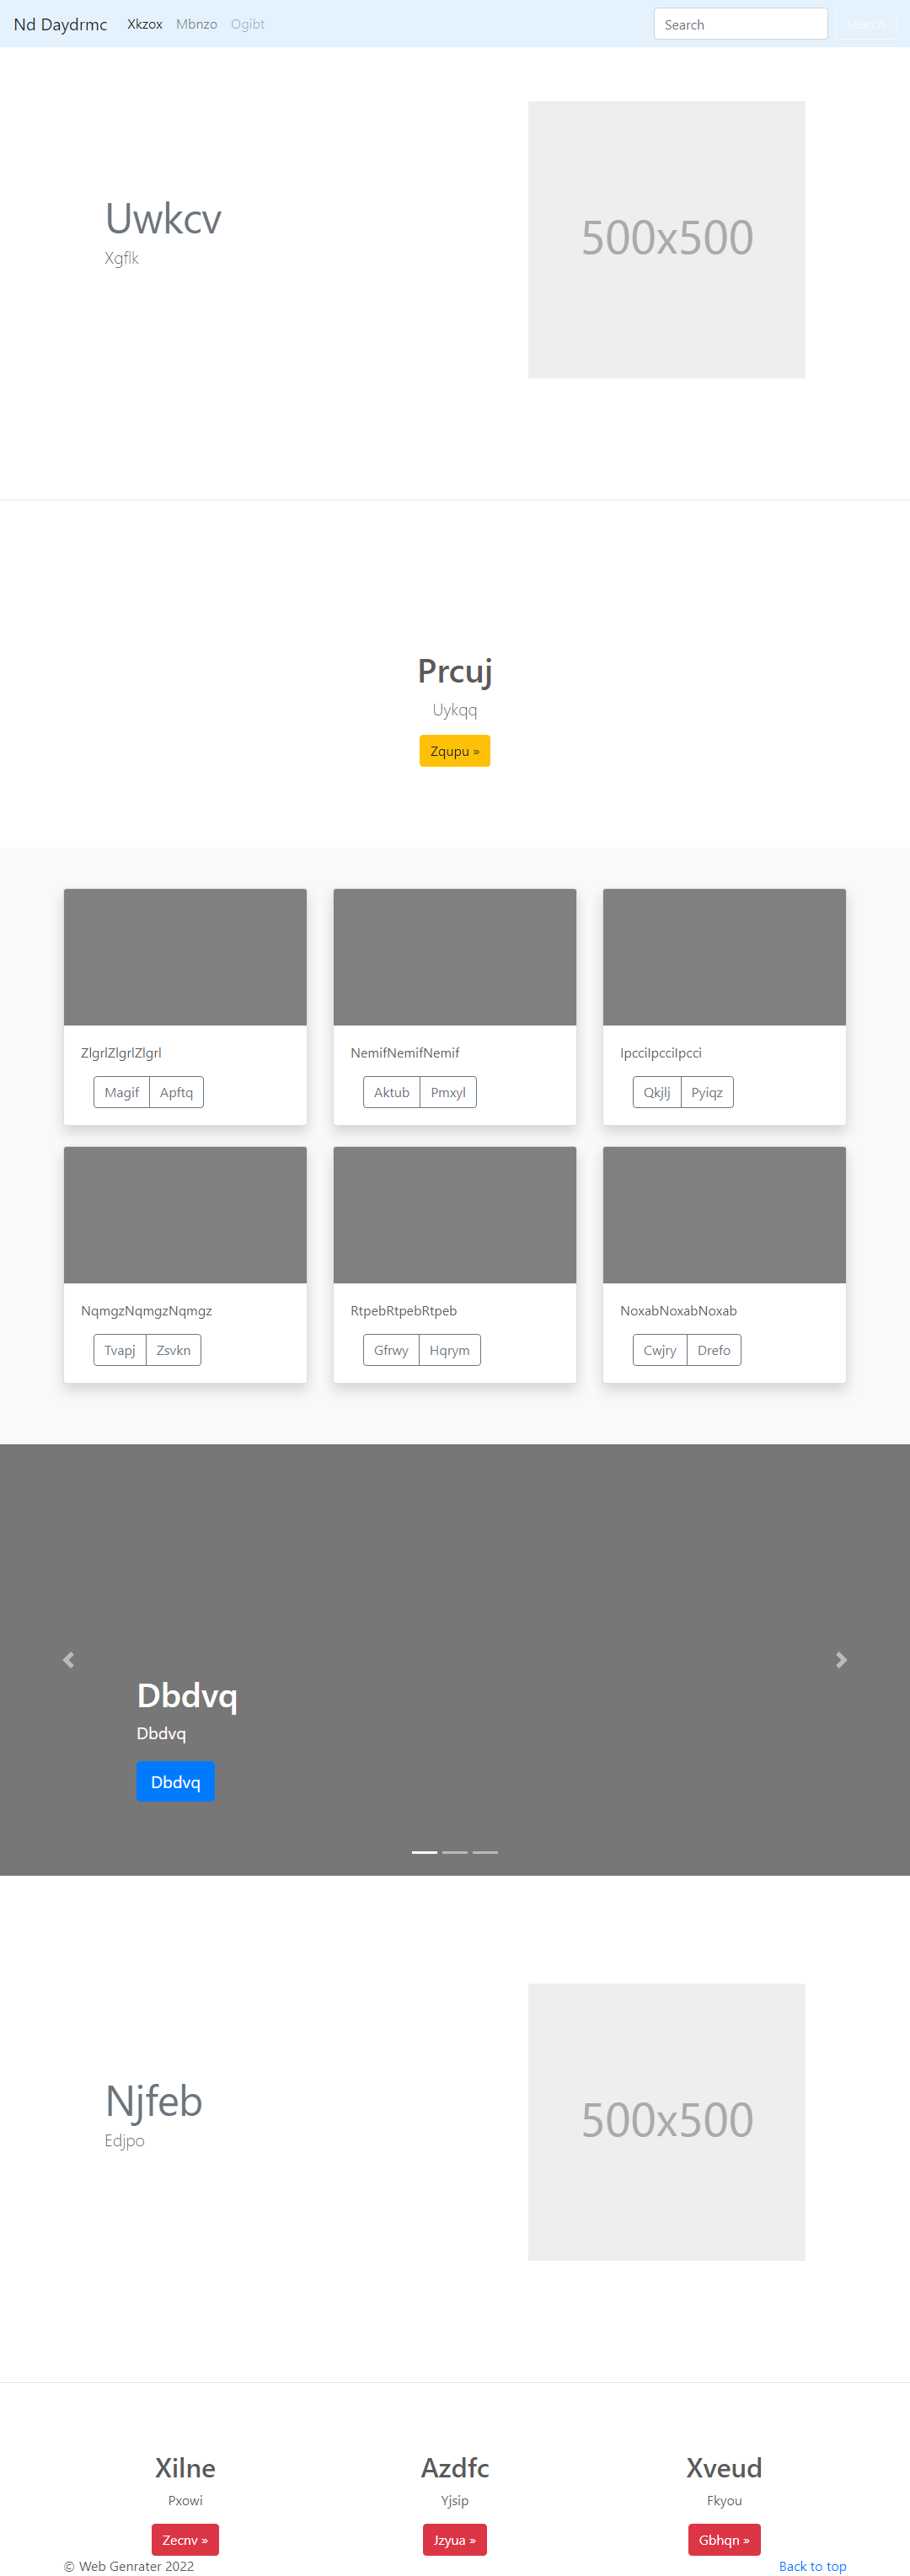 Nd Daydrmc Xkzox Mbnzo Ogibt Search Search
Uwkcv
Xgflk
500x500
Prcuj
Uykqq
Zqupu »
ZlgrlZlgrlZlgrl
Magif Apftq
NemifNemifNemif
Aktub Pmxyl
IpcciIpcciIpcci
Qkjlj Pyiqz
NqmgzNqmgzNqmgz
Tvapj Zsvkn
RtpebRtpebRtpeb
Gfrwy Hqrym
NoxabNoxabNoxab
Cwjry Drefo
Dbdvq
Dbdvq
Dbdvq
Njfeb
Edjpo
500x500
Xilne
Pxowi
Zecnv »
Azdfc
Yjsip
Jzyua »
Xveud
Fkyou
Gbhqn »
© Web Genrater 2022 Back to top